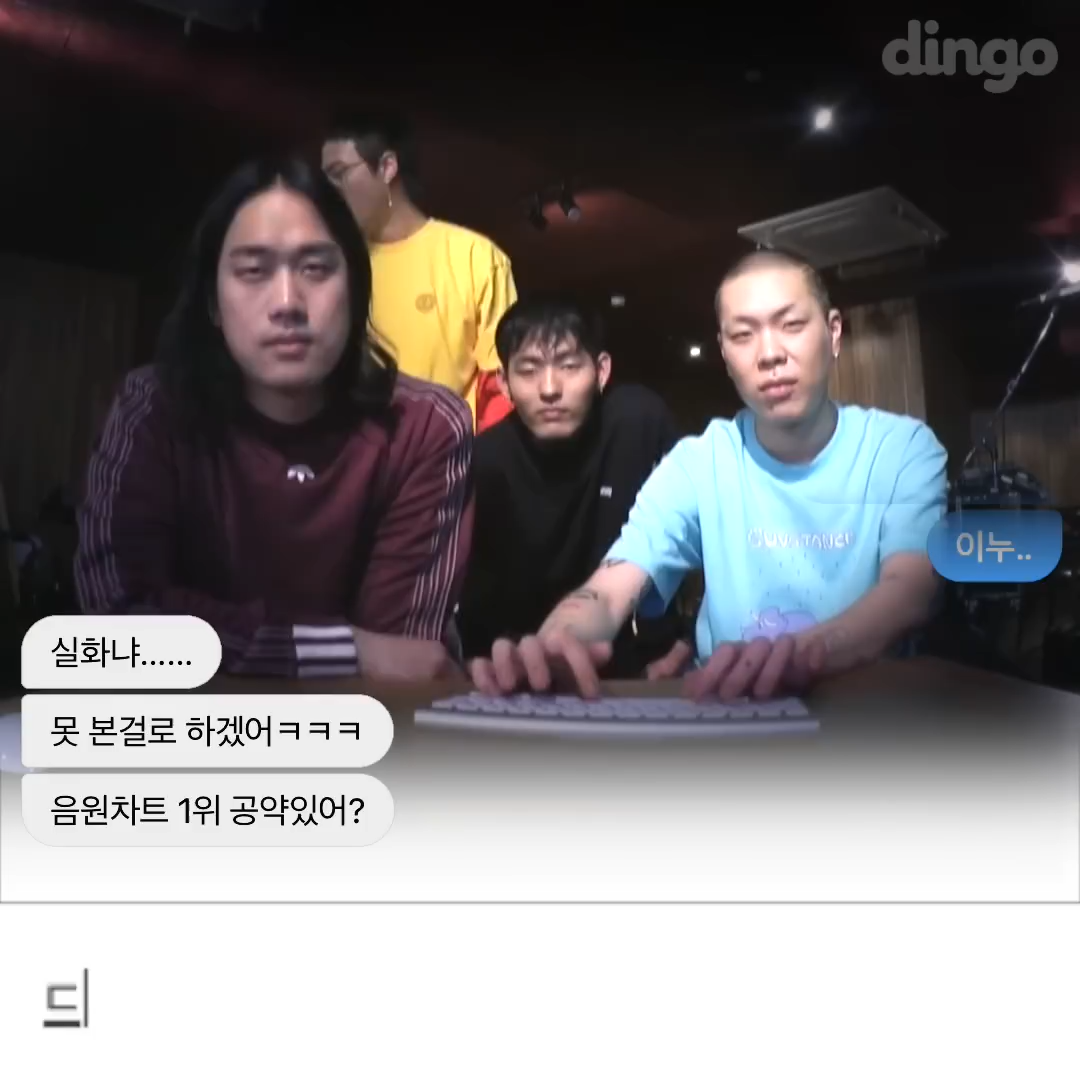 dingo
이누..
실화냐......
못 본걸로 하겠어ㅋㅋㅋ
음원차트 1위 공약있어?
드